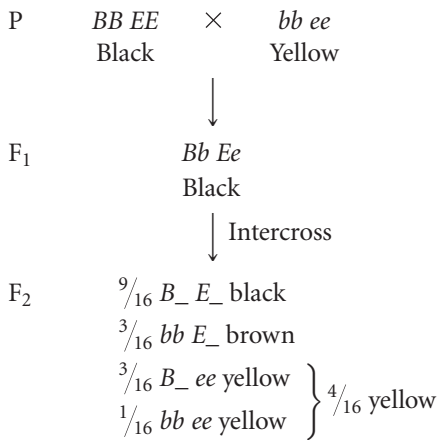 P BB EE × bb ee
Black Yellow
F₁ Bb Ee
Black
Intercross
F₂ 9/16 B_ E_ black
3/16 bb E_ brown
3/16 B_ ee yellow
1/16 bb ee yellow
4/16 yellow